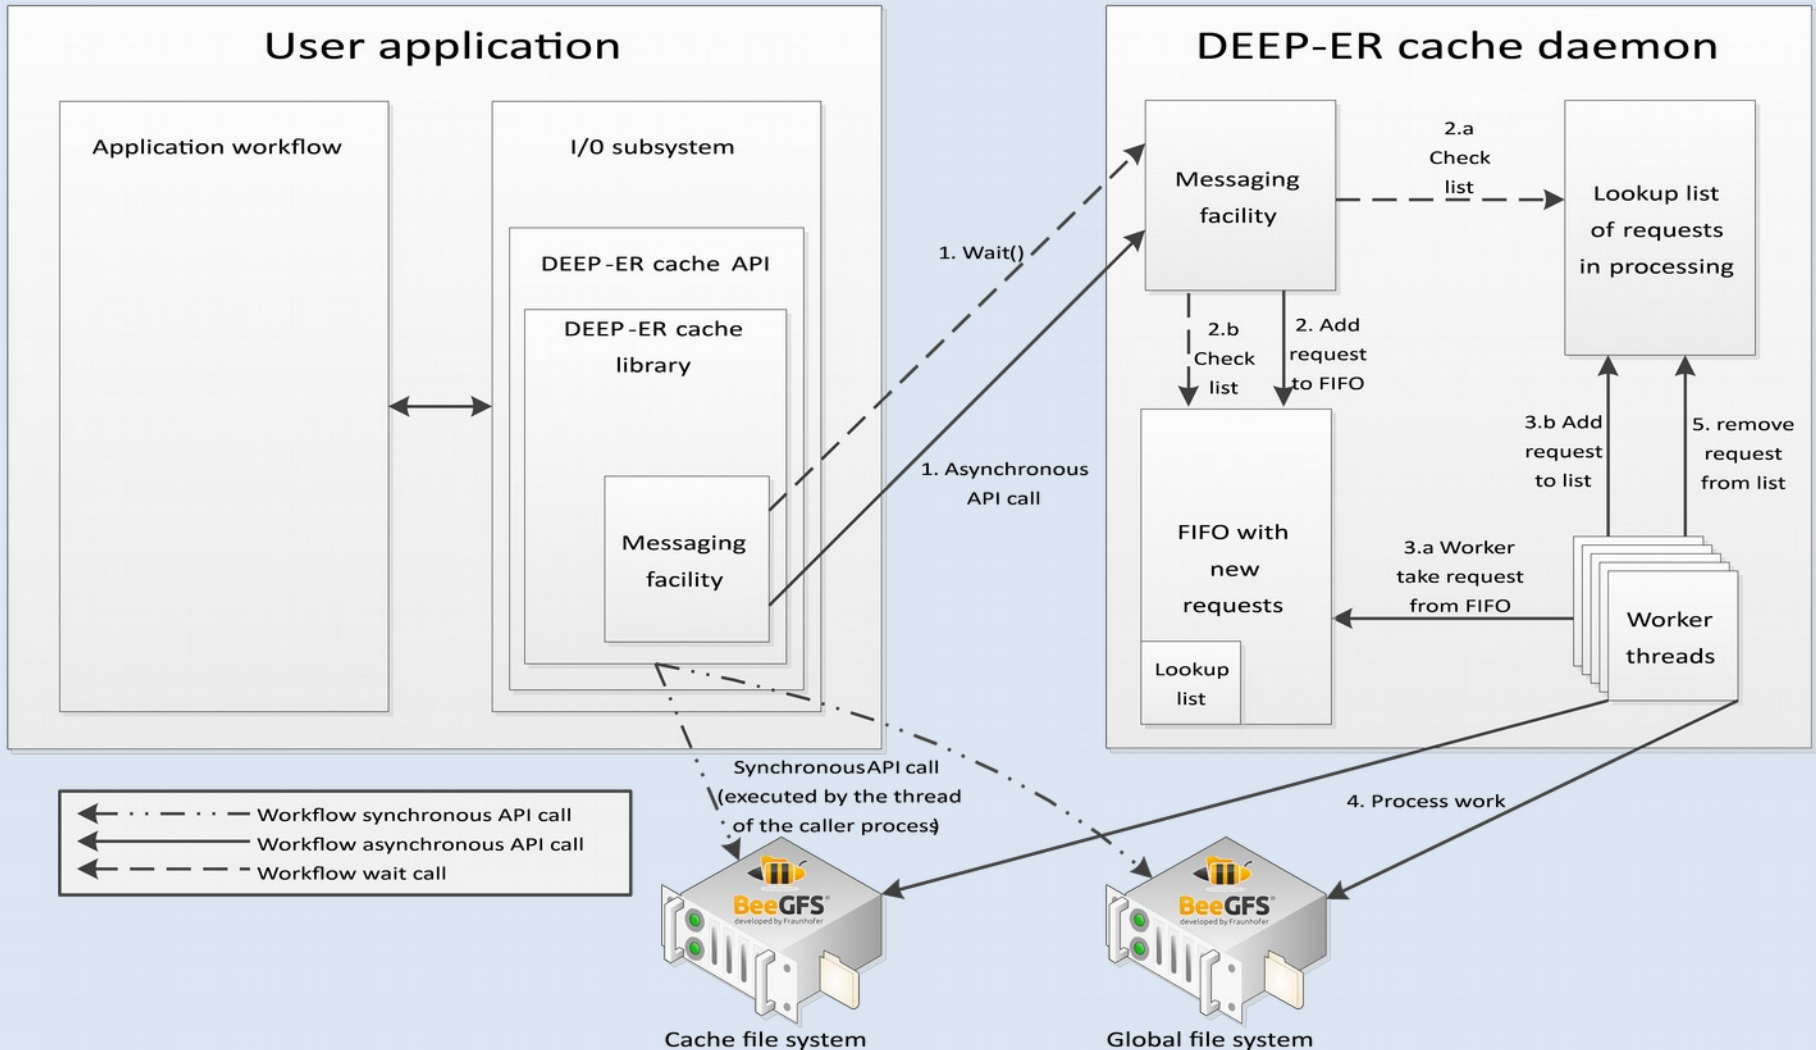 User application
Application workflow
I/0 subsystem
DEEP-ER cache API
DEEP-ER cache
library
Messaging
facility
1. Wait()
1. Asynchronous
API call
DEEP-ER cache daemon
Messaging
facility
2.a
Check
list
Lookup list
of requests
in processing
2.b
Check
list
2. Add
request
to FIFO
3.b Add
request
to list
5. remove
request
from list
FIFO with
new
requests
Lookup
list
3.a Worker
take request
from FIFO
Worker
threads
Synchronous API call
(executed by the thread
of the caller process)
4. Process work
Workflow synchronous API call
Workflow asynchronous API call
Workflow wait call
BeeGFS®
developed by Fraunhofer
Cache file system
BeeGFS®
developed by Fraunhofer
Global file system